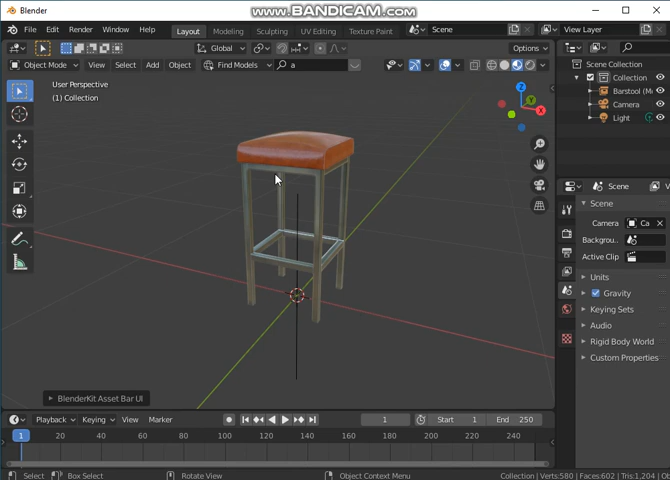 www.BANDICAM.com
Blender
File Edit Render Window Help Layout Modeling Sculpting UV Editing Texture Paint Scene View Layer
Global Options
Object Mode View Select Add Object Find Models a
User Perspective
(1) Collection
Scene Collection
Collection
Barstool (M
Camera
Light
X
Y
Z
Scene
Scene
Camera Ca
Backgrou..
Active Clip
Units
Gravity
Keying Sets
Audio
Rigid Body World
Custom Properties
BlenderKit Asset Bar UI
Playback Keying View Marker 1 Start 1 End 250
1 20 40 60 80 100 120 140 160 180 200 220 240
Select Box Select Rotate View Object Context Menu Collection | Verts:580 | Faces:602 | Tris:1,204 | Ob